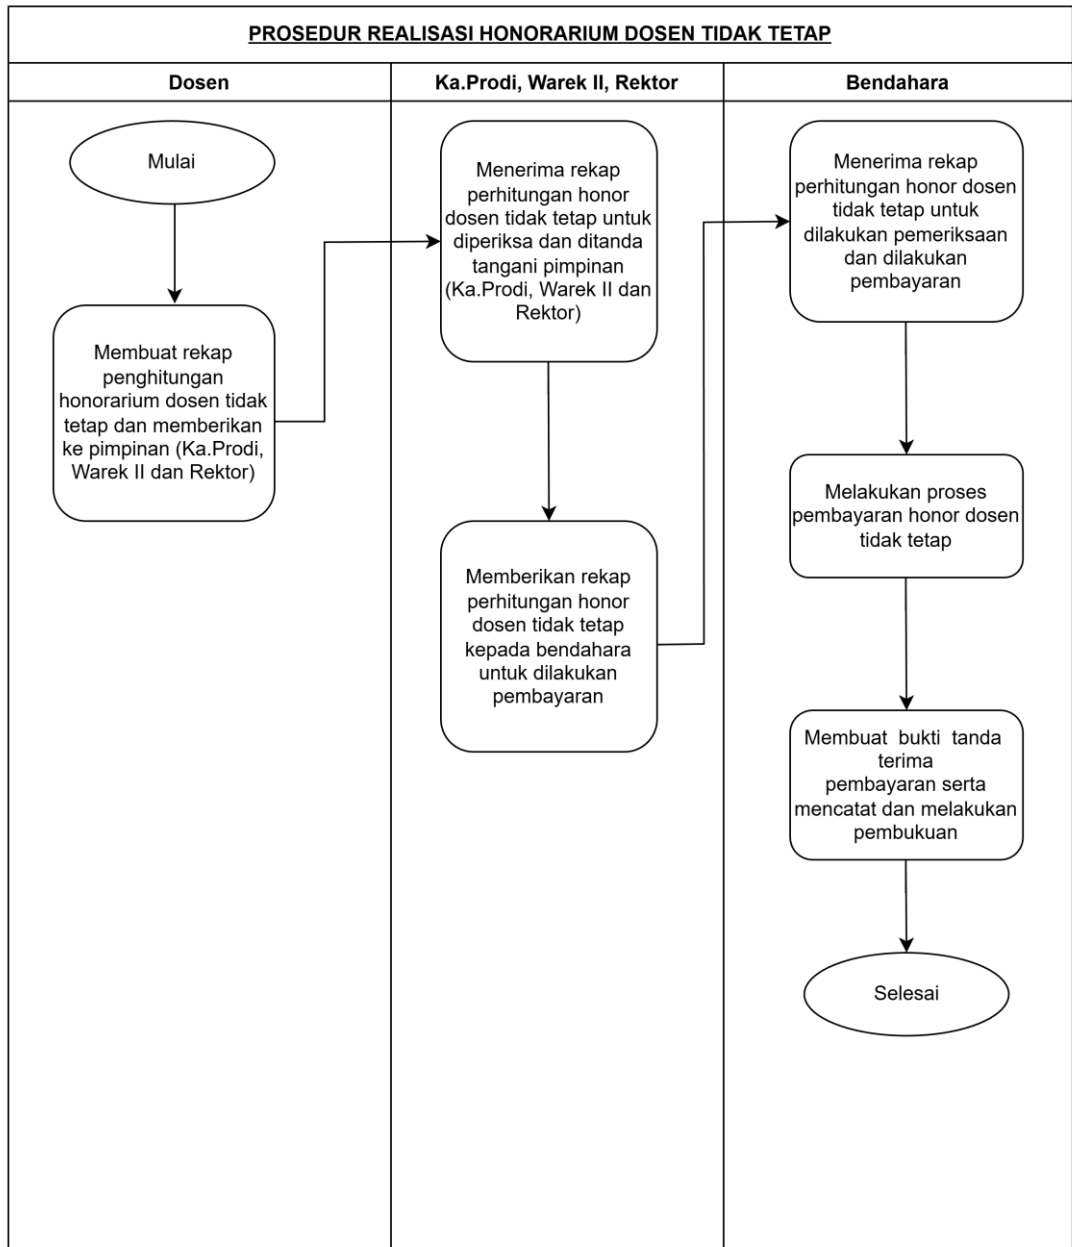 PROSEDUR REALISASI HONORARIUM DOSEN TIDAK TETAP
Dosen
Ka.Prodi, Warek II, Rektor
Bendahara
Mulai
Membuat rekap
penghitungan
honorarium dosen tidak
tetap dan memberikan
ke pimpinan (Ka.Prodi,
Warek II dan Rektor)
Menerima rekap
perhitungan honor
dosen tidak tetap untuk
diperiksa dan ditanda
tangani pimpinan
(Ka.Prodi, Warek II dan
Rektor)
Memberikan rekap
perhitungan honor
dosen tidak tetap
kepada bendahara
untuk dilakukan
pembayaran
Menerima rekap
perhitungan honor dosen
tidak tetap untuk
dilakukan pemeriksaan
dan dilakukan
pembayaran
Melakukan proses
pembayaran honor dosen
tidak tetap
Membuat bukti tanda
terima
pembayaran serta
mencatat dan melakukan
pembukuan
Selesai